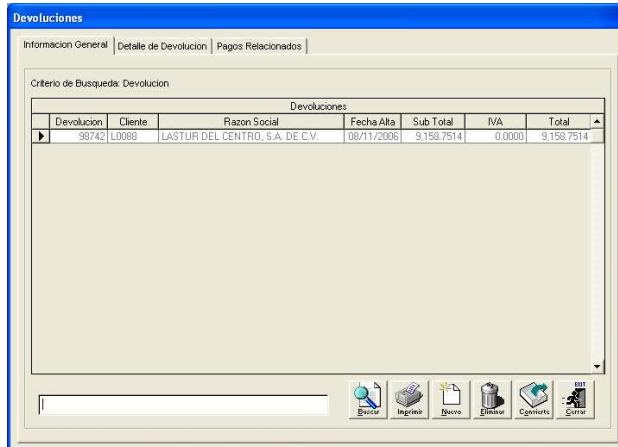 Devoluciones
Informacion General Detalle de Devolucion Pagos Relacionados
Criterio de Busqueda: Devolucion
Devoluciones
Devolucion Cliente Razon Social Fecha Alta Sub Total IVA Total
98742 L0088 LASTUR DEL CENTRO, S.A. DE C.V. 08/11/2006 9,158.7514 0.0000 9,158.7514
EXIT
Buscar Imprimir Nuevo Eliminar Convierte Cerrar